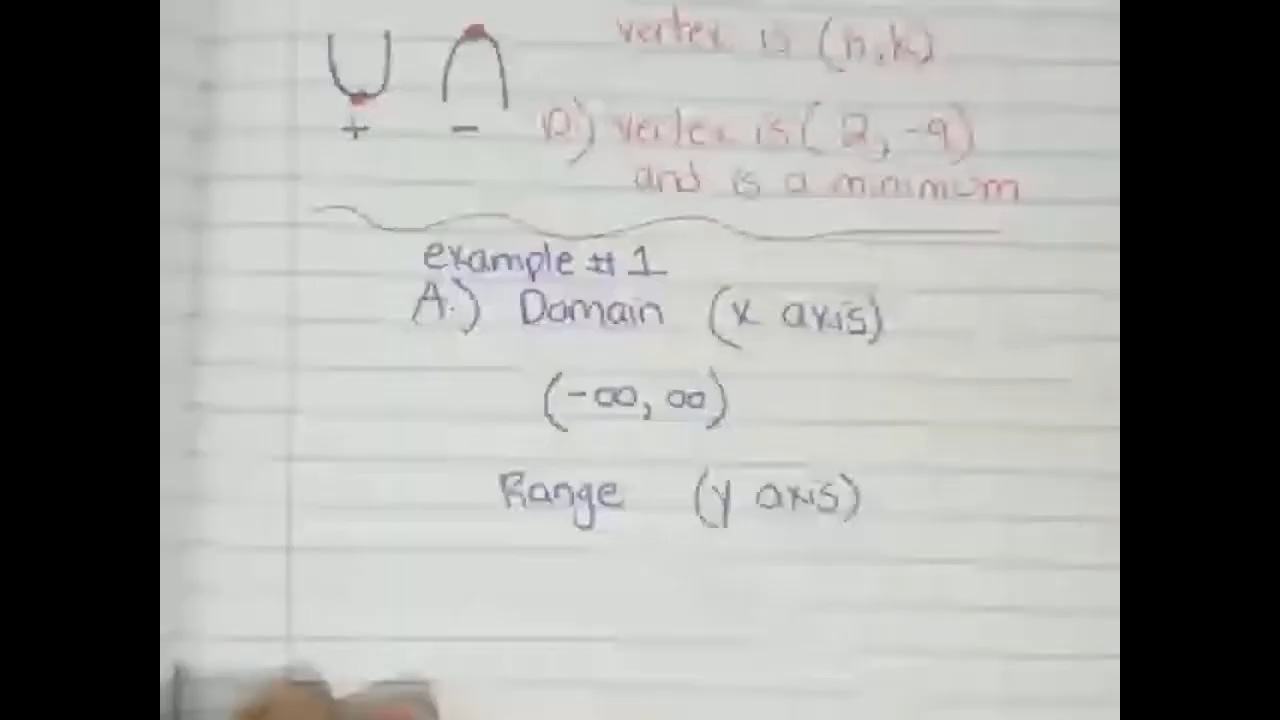 vertex is (h,k)
+ -
D.) vertex is (2, -9)
and is a minimum
example # 1
A.) Domain (x axis)
(-∞, ∞)
Range (y axis)